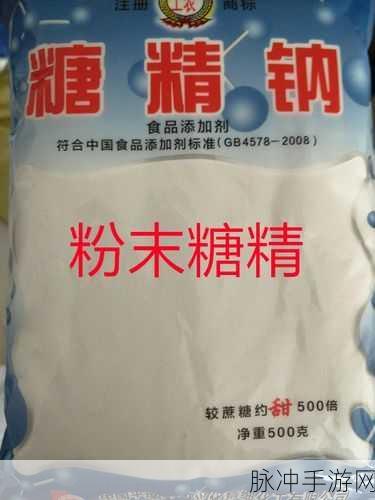 注册 工农 商标
糖精钠
食品添加剂
符合中国食品添加剂标准(GB4578-2008)
粉末糖精
较蔗糖约甜500倍
净重500克
脉冲手游网